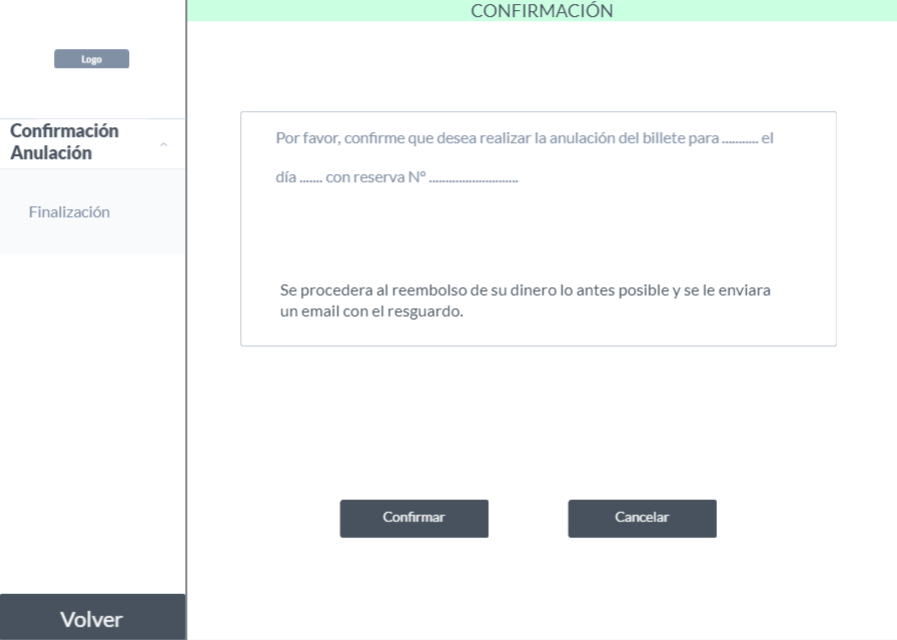 CONFIRMACIÓN
Logo
Confirmación
Anulación
Finalización
Por favor, confirme que desea realizar la anulación del billete para ........... el
día ....... con reserva Nº ...........................
Se procedera al reembolso de su dinero lo antes posible y se le enviara
un email con el resguardo.
Confirmar
Cancelar
Volver